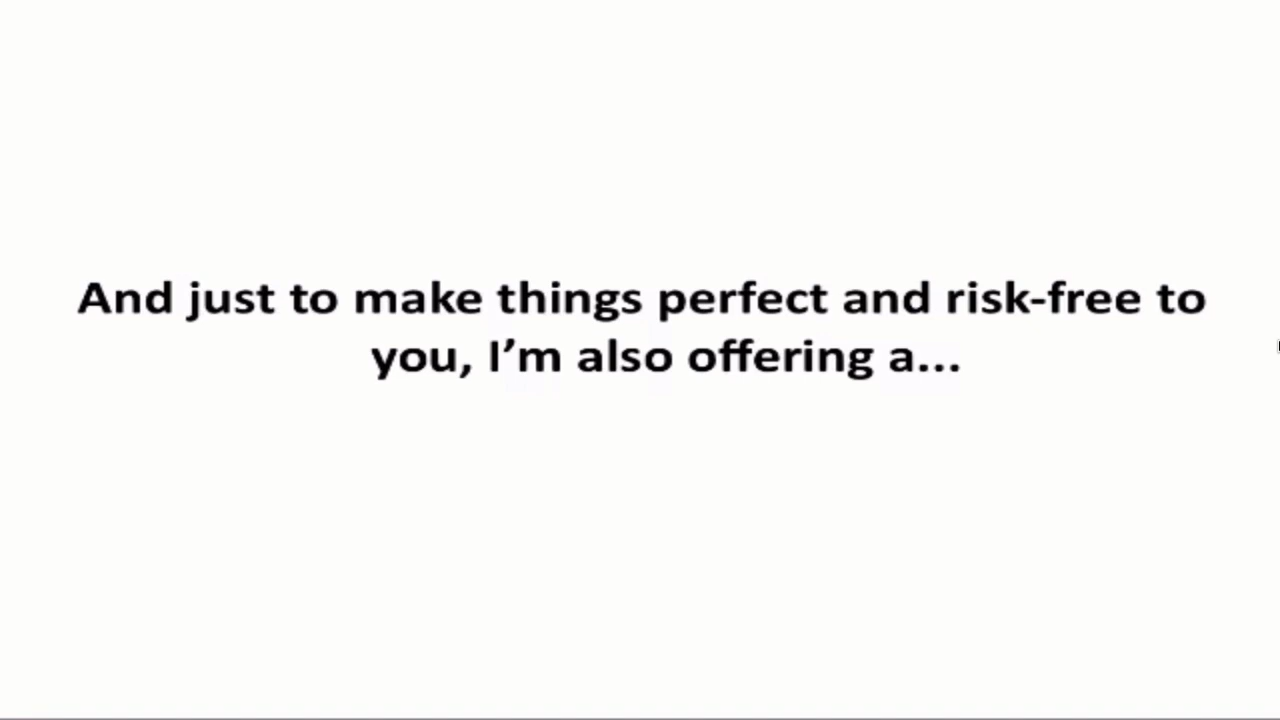 And just to make things perfect and risk-free to
you, I’m also offering a...